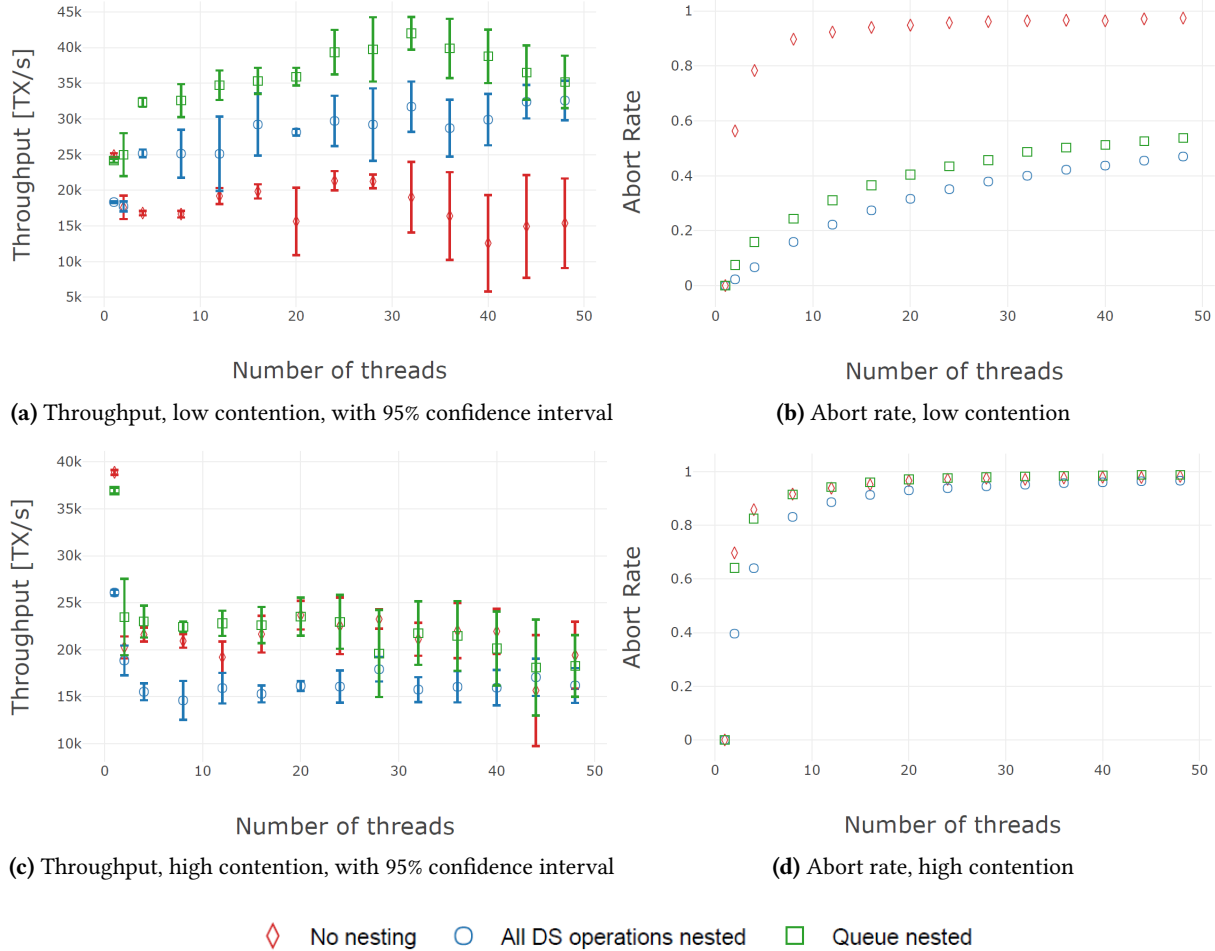 45k
40k
35k
30k
25k
20k
15k
10k
5k
0
10
20
30
40
50
Throughput [TX/s]
Number of threads
(a) Throughput, low contention, with 95% confidence interval
1
0.8
0.6
0.4
0.2
0
0
10
20
30
40
50
Abort Rate
Number of threads
(b) Abort rate, low contention
40k
35k
30k
25k
20k
15k
10k
0
10
20
30
40
50
Throughput [TX/s]
Number of threads
(c) Throughput, high contention, with 95% confidence interval
1
0.8
0.6
0.4
0.2
0
0
10
20
30
40
50
Abort Rate
Number of threads
(d) Abort rate, high contention
No nesting
All DS operations nested
Queue nested